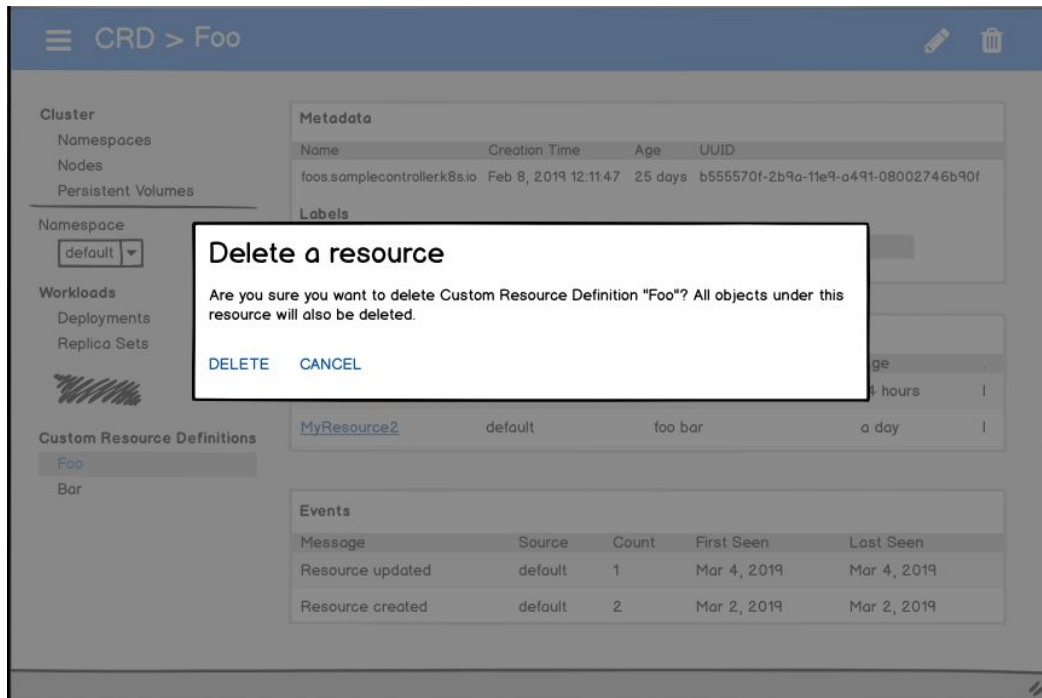 CRD > Foo
Cluster
Namespaces
Nodes
Persistent Volumes
Namespace
default
Workloads
Deployments
Replica Sets
Custom Resource Definitions
Foo
Bar
Metadata
Name Creation Time Age UUID
foos.samplecontroller.k8s.io Feb 8, 2019 12:11:47 25 days b555570f-2b9a-11e9-a491-08002746b90f
Labels
Delete a resource
Are you sure you want to delete Custom Resource Definition "Foo"? All objects under this
resource will also be deleted.
DELETE CANCEL
hours
MyResource2 default foo bar a day
Events
Message Source Count First Seen Last Seen
Resource updated default 1 Mar 4, 2019 Mar 4, 2019
Resource created default 2 Mar 2, 2019 Mar 2, 2019